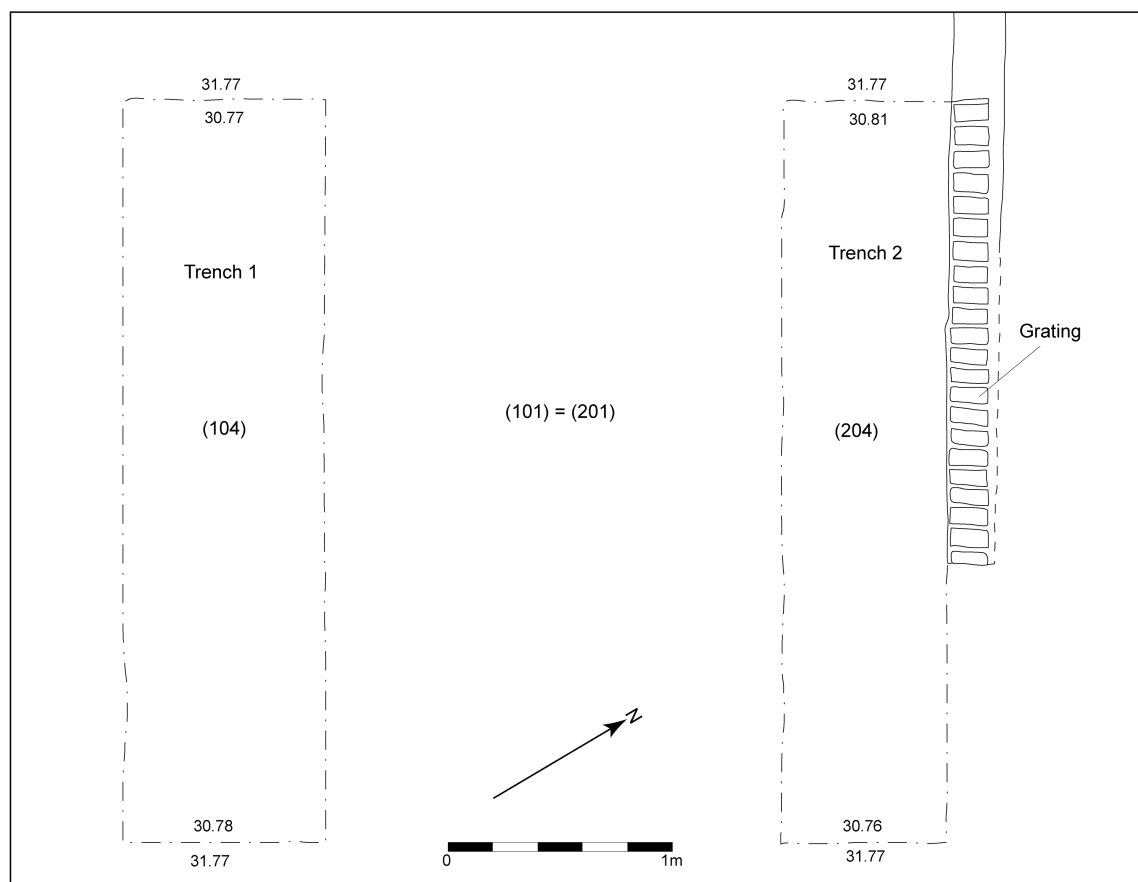 31.77
30.77
31.77
30.81
Trench 1
Trench 2
Grating
(101) = (201)
(104)
(204)
N
30.78
31.77
0
1m
30.76
31.77